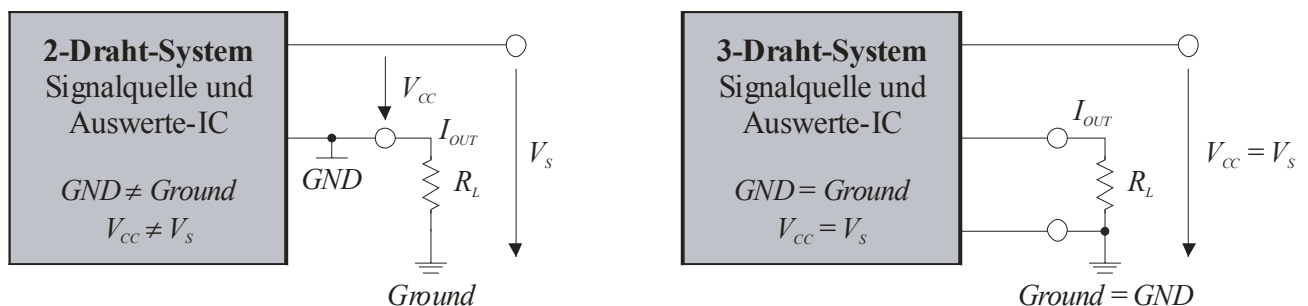 2-Draht-System
Signalquelle und
Auswerte-IC
GND ≠ Ground
V_CC ≠ V_S
V_CC
I_OUT
GND
R_L
V_S
Ground
3-Draht-System
Signalquelle und
Auswerte-IC
GND = Ground
V_CC = V_S
I_OUT
R_L
V_CC = V_S
Ground = GND